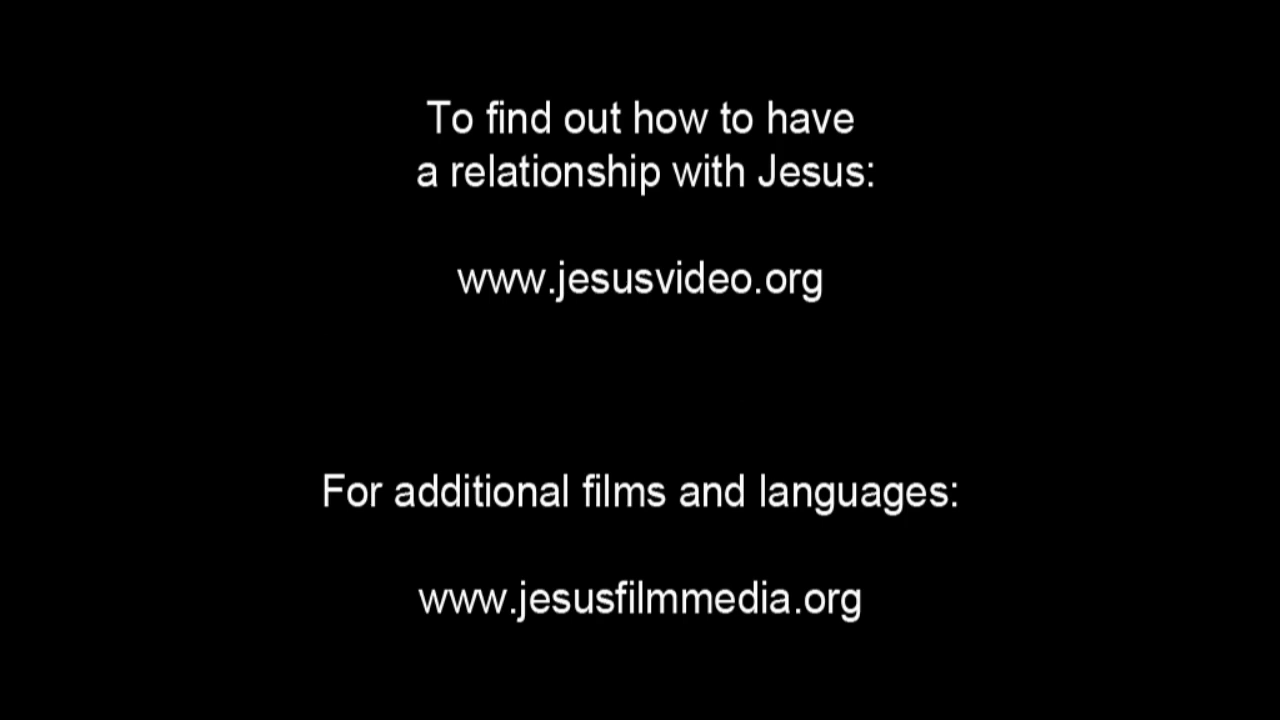 To find out how to have
a relationship with Jesus:
www.jesusvideo.org
For additional films and languages:
www.jesusfilmmedia.org